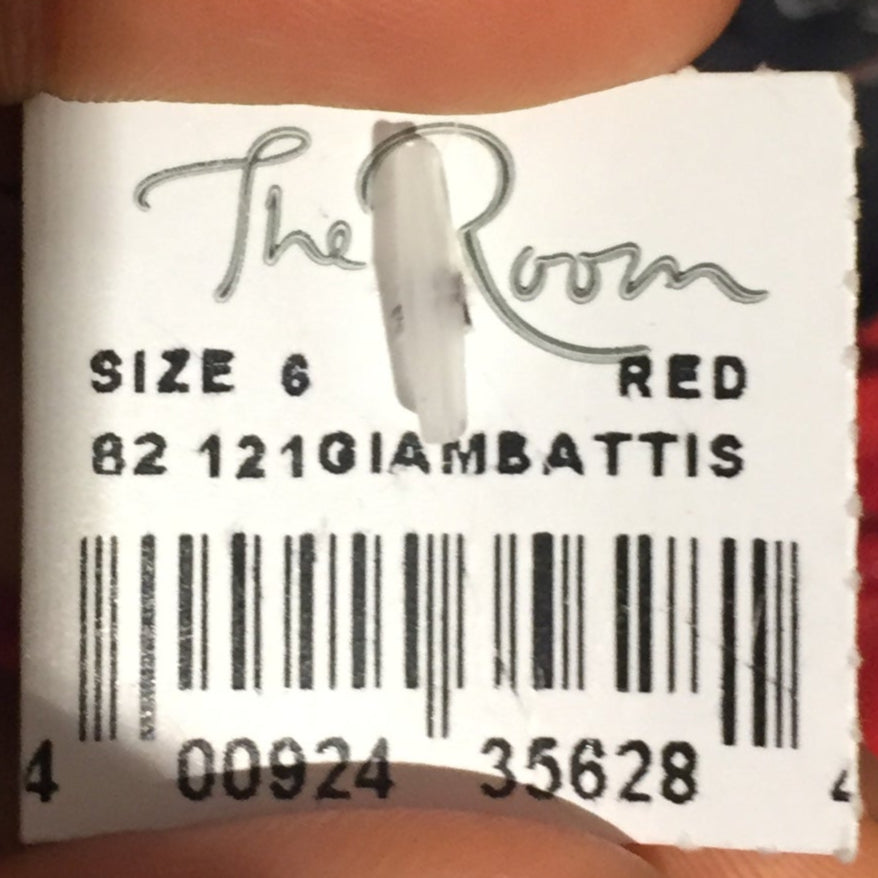 The Room
SIZE 6 RED
82 121GIAMBATTIS
4 00924 35628 4